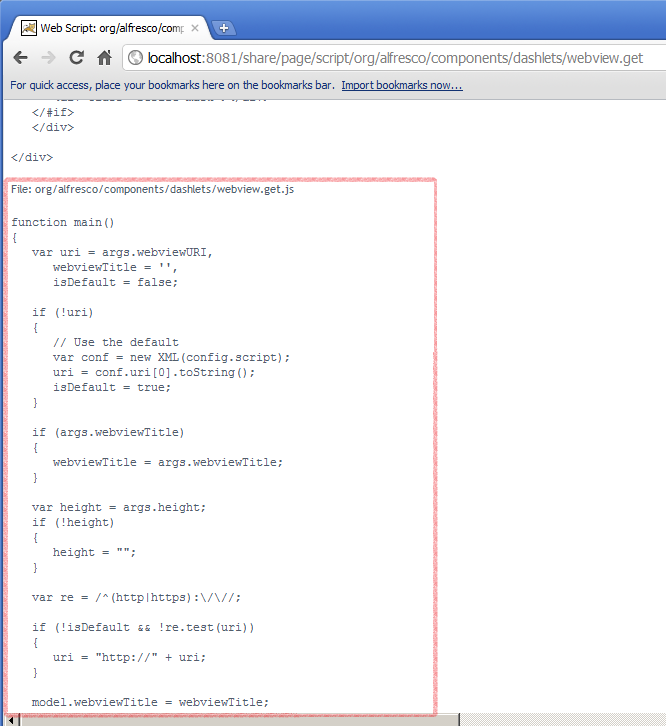 Web Script: org/alfresco/comp
localhost:8081/share/page/script/org/alfresco/components/dashlets/webview.get
For quick access, place your bookmarks here on the bookmarks bar. Import bookmarks now...
</#if>
</div>
</div>
File: org/alfresco/components/dashlets/webview.get.js
function main()
{
   var uri = args.webviewURI,
      webviewTitle = '',
      isDefault = false;
   if (!uri)
   {
      // Use the default
      var conf = new XML(config.script);
      uri = conf.uri[0].toString();
      isDefault = true;
   }
   if (args.webviewTitle)
   {
      webviewTitle = args.webviewTitle;
   }
   var height = args.height;
   if (!height)
   {
      height = "";
   }
   var re = /^(http|https):\/\//;
   if (!isDefault && !re.test(uri))
   {
      uri = "http://" + uri;
   }
   model.webviewTitle = webviewTitle;